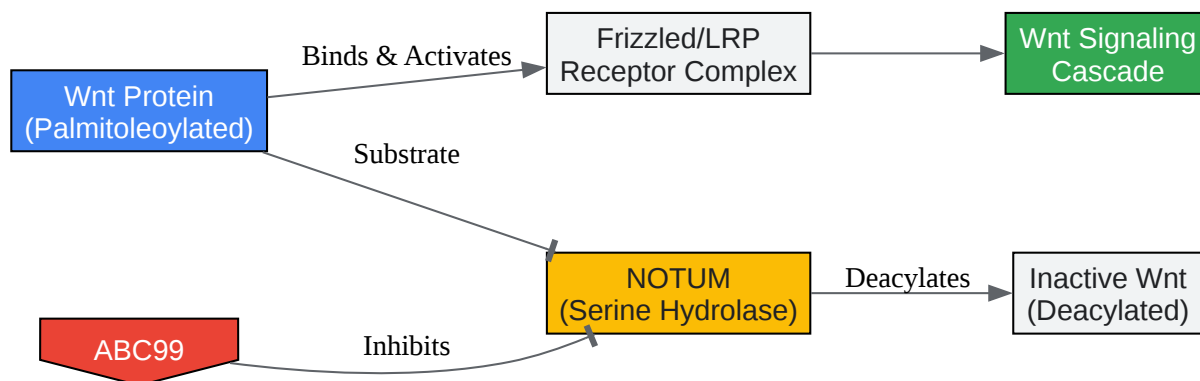 Binds & Activates
Frizzled/LRP
Receptor Complex
Wnt Signaling
Cascade
Wnt Protein
(Palmitoleoylated)
Substrate
NOTUM
(Serine Hydrolase)
Deacylates
Inactive Wnt
(Deacylated)
ABC99
Inhibits